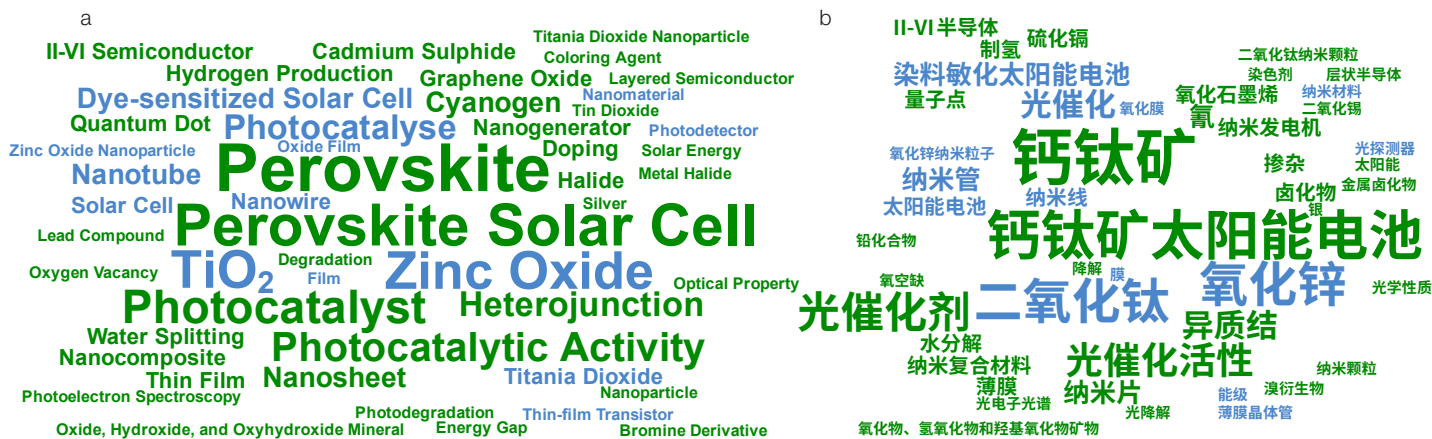 a
Titania Dioxide Nanoparticle
II-VI Semiconductor
Cadmium Sulphide
Coloring Agent
Hydrogen Production
Graphene Oxide
Layered Semiconductor
Dye-sensitized Solar Cell
Cyanogen
Nanomaterial
Tin Dioxide
Quantum Dot
Photocatalyse
Nanogenerator
Photodetector
Zinc Oxide Nanoparticle
Oxide Film
Perovskite
Doping
Solar Energy
Nanotube
Halide
Metal Halide
Solar Cell
Nanowire
Silver
Lead Compound
Perovskite Solar Cell
Oxygen Vacancy
TiO₂
Degradation
Film
Zinc Oxide
Optical Property
Photocatalyst
Heterojunction
Water Splitting
Photocatalytic Activity
Nanocomposite
Thin Film
Nanosheet
Titania Dioxide
Photoelectron Spectroscopy
Nanoparticle
Photodegradation
Thin-film Transistor
Oxide, Hydroxide, and Oxyhydroxide Mineral
Energy Gap
Bromine Derivative
b
II-VI半导体
制氢
硫化镉
二氧化钛纳米颗粒
染料敏化太阳能电池
染色剂
层状半导体
量子点
光催化
氧化膜
氧化石墨烯
纳米材料
氰
二氧化锡
纳米发电机
氧化锌纳米粒子
钙钛矿
掺杂
光探测器
太阳能
纳米管
纳米线
卤化物
金属卤化物
太阳能电池
银
铅化合物
钙钛矿太阳能电池
氧空缺
降解
膜
二氧化钛
氧化锌
光学性质
光催化剂
异质结
水分解
纳米复合材料
光催化活性
纳米颗粒
薄膜
纳米片
能级
溴衍生物
光电子光谱
光降解
薄膜晶体管
氧化物、氢氧化物和羟基氧化物矿物